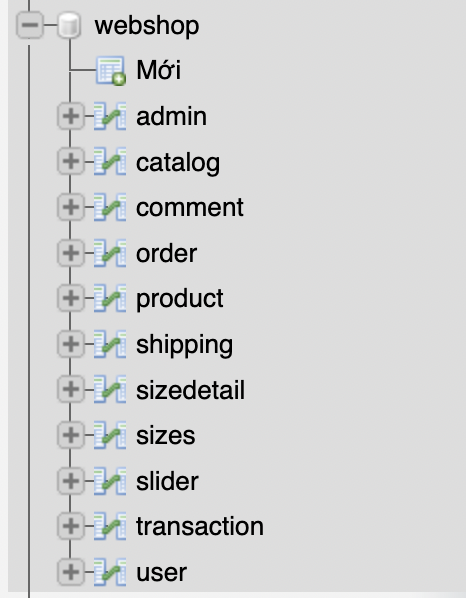 webshop
Mới
admin
catalog
comment
order
product
shipping
sizedetail
sizes
slider
transaction
user